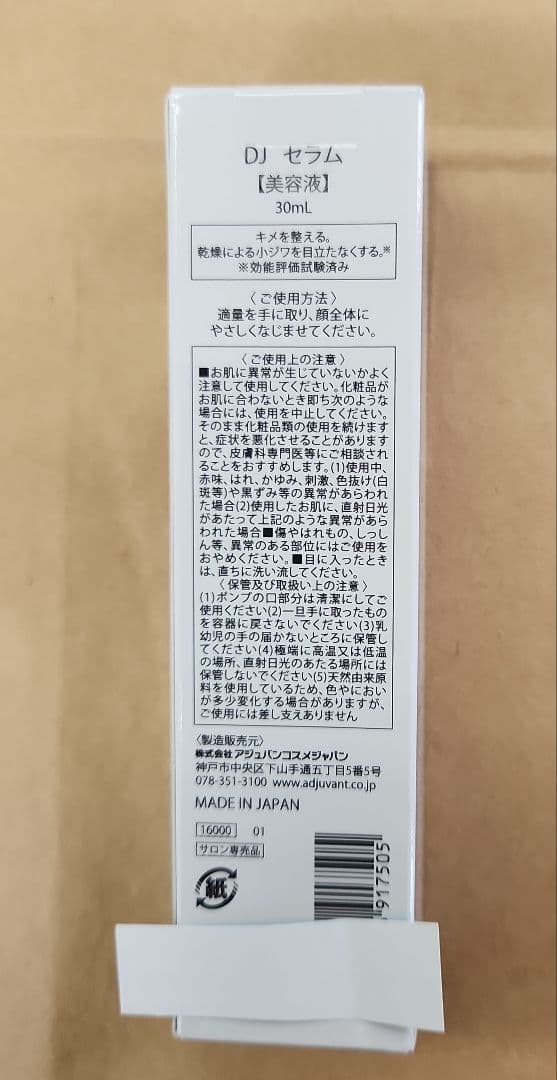 DJ セラム
【美容液】
30mL
キメを整える。
乾燥による小ジワを目立たなくする。※
※効能評価試験済み
〈ご使用方法〉
適量を手に取り、顔全体に
やさしくなじませてください。
〈ご使用上の注意〉
■お肌に異常が生じていないかよく
注意して使用してください。化粧品が
お肌に合わないとき即ち次のような
場合には、使用を中止してください。
そのまま化粧品類の使用を続けます
と、症状を悪化させることがあります
ので、皮膚科専門医等にご相談され
ることをおすすめします。(1)使用中、
赤味、はれ、かゆみ、刺激、色抜け(白
斑等)や黒ずみ等の異常があらわれ
た場合(2)使用したお肌に、直射日光
があたって上記のような異常があら
われた場合■傷やはれもの、しっし
ん等、異常のある部位にはご使用を
おやめください。■目に入ったとき
は、直ちに洗い流してください。
〈保管及び取扱い上の注意〉
(1)ポンプの口部分は清潔にしてご
使用ください(2)一旦手に取ったもの
を容器に戻さないでください(3)乳
幼児の手の届かないところに保管し
てください(4)極端に高温又は低温
の場所、直射日光のあたる場所には
保管しないでください(5)天然由来原
料を使用しているため、色やにおい
が多少変化する場合がありますが、
ご使用には差し支えありません
〈製造販売元〉
株式会社アジュバンコスメジャパン
神戸市中央区下山手通五丁目5番5号
078-351-3100 www.adjuvant.co.jp
MADE IN JAPAN
16000 01
サロン専売品
紙
917505